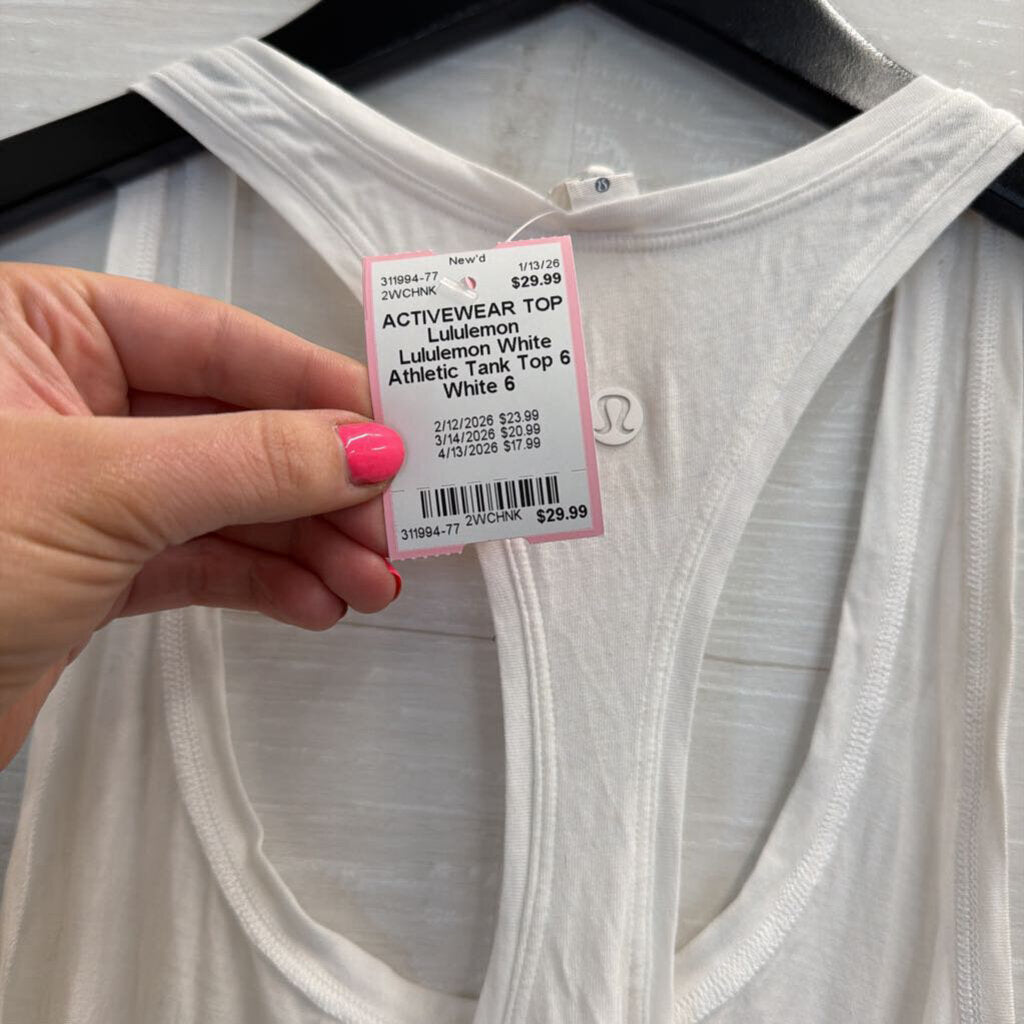 New'd
311994-77 1/13/26
2WCHNK $29.99
ACTIVEWEAR TOP
Lululemon
Lululemon White
Athletic Tank Top 6
White 6
2/12/2026 $23.99
3/14/2026 $20.99
4/13/2026 $17.99
311994-77 2WCHNK $29.99